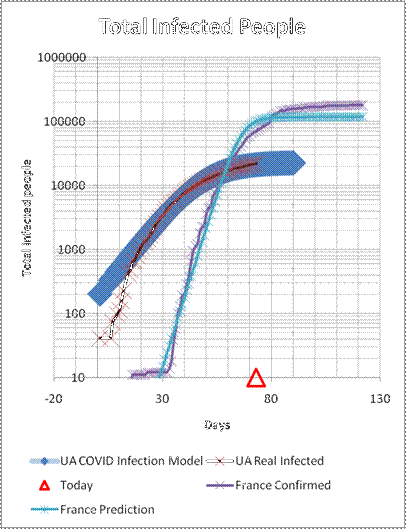 Total Infected People
1000000
100000
10000
1000
100
10
-20 30 80 130
Total infected people
Days
UA COVID Infection Model UA Real Infected
Today France Confirmed
France Prediction